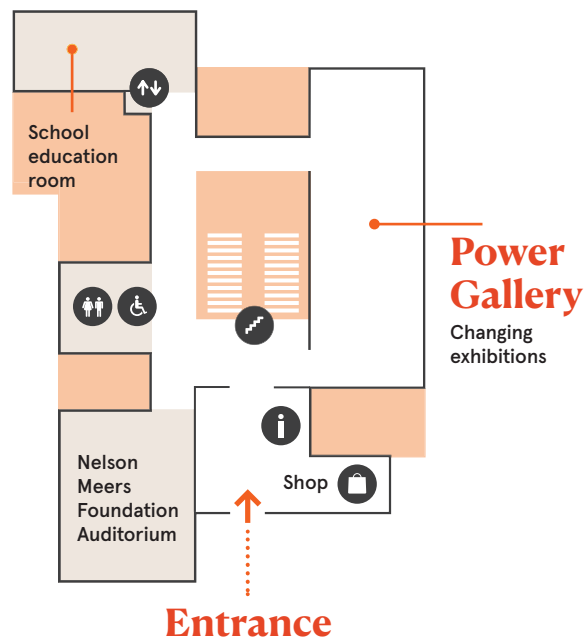 School
education
room
Power
Gallery
Changing
exhibitions
Nelson
Meers
Foundation
Auditorium
Shop
Entrance